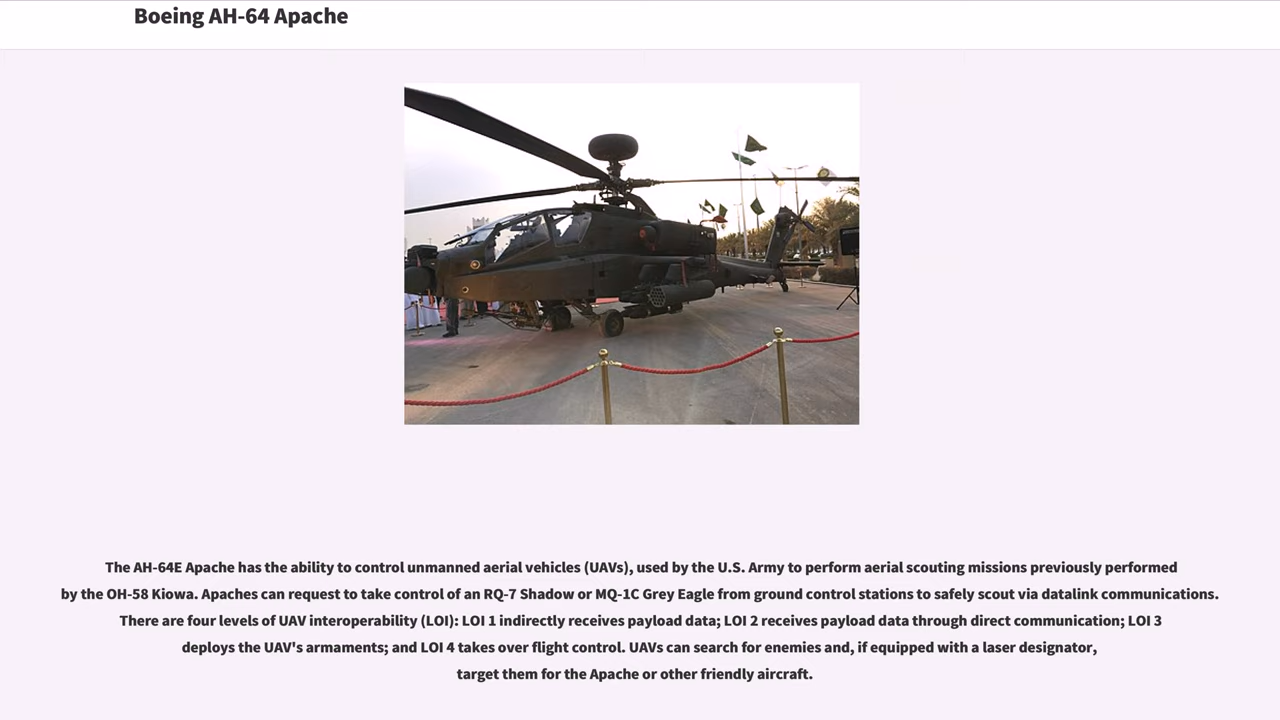 Boeing AH-64 Apache
The AH-64E Apache has the ability to control unmanned aerial vehicles (UAVs), used by the U.S. Army to perform aerial scouting missions previously performed
by the OH-58 Kiowa. Apaches can request to take control of an RQ-7 Shadow or MQ-1C Grey Eagle from ground control stations to safely scout via datalink communications.
There are four levels of UAV interoperability (LOI): LOI 1 indirectly receives payload data; LOI 2 receives payload data through direct communication; LOI 3
deploys the UAV's armaments; and LOI 4 takes over flight control. UAVs can search for enemies and, if equipped with a laser designator,
target them for the Apache or other friendly aircraft.